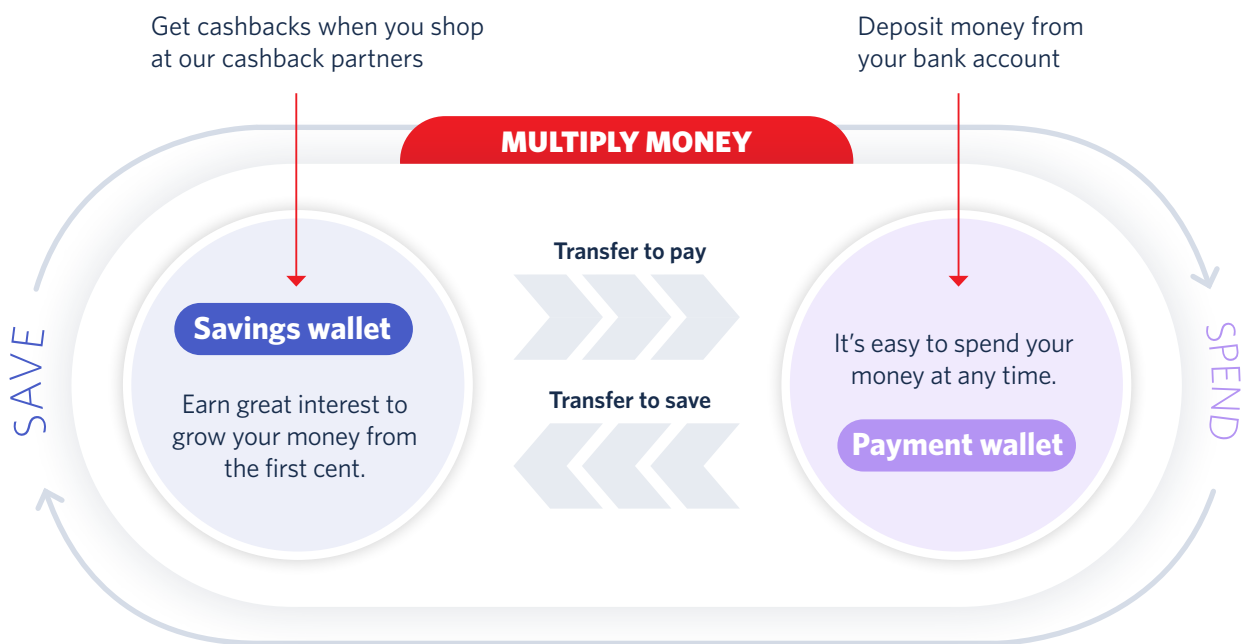 Get cashbacks when you shop
at our cashback partners
Deposit money from
your bank account
MULTIPLY MONEY
SAVE
Savings wallet
Earn great interest to
grow your money from
the first cent.
Transfer to pay
Transfer to save
It's easy to spend your
money at any time.
Payment wallet
SPEND